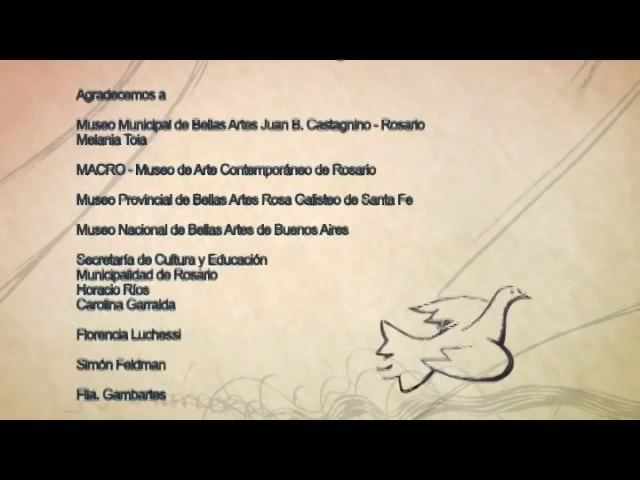 Agradecemos a
Museo Municipal de Bellas Artes Juan B. Castagnino - Rosario
Melania Toia
MACRO - Museo de Arte Contemporáneo de Rosario
Museo Provincial de Bellas Artes Rosa Galisteo de Santa Fe
Museo Nacional de Bellas Artes de Buenos Aires
Secretaría de Cultura y Educación
Municipalidad de Rosario
Horacio Ríos
Carolina Garralda
Florencia Luchessi
Simón Feldman
Flia. Gambartes